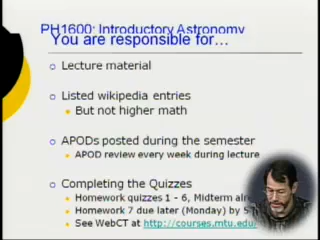 PH1600: Introductory Astronomy
You are responsible for…
Lecture material
Listed wikipedia entries
But not higher math
APODs posted during the semester
APOD review every week during lecture
Completing the Quizzes
Homework quizzes 1 - 6, Midterm
Homework 7 due later (Monday) by 5
See WebCT at http://courses.mtu.edu/